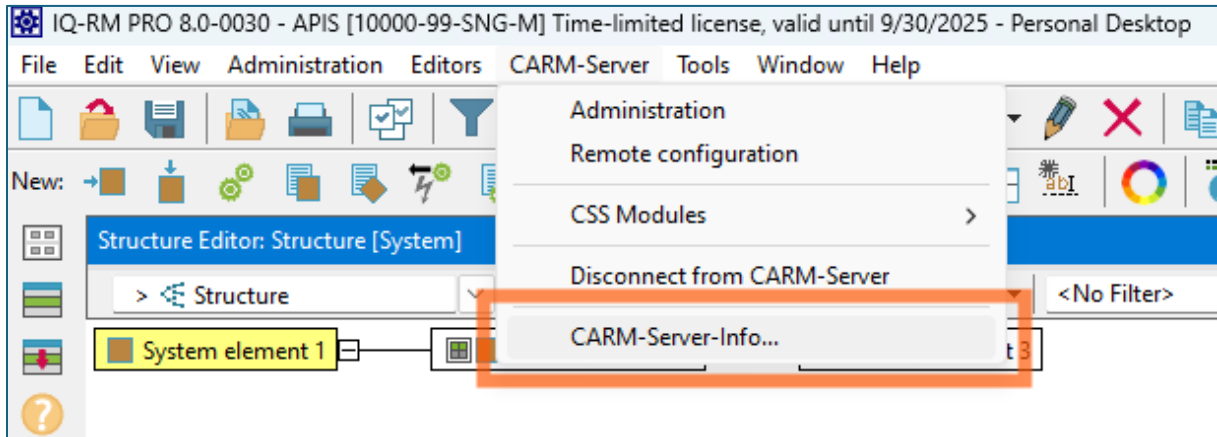 IQ-RM PRO 8.0-0030 - APIS [10000-99-SNG-M] Time-limited license, valid until 9/30/2025 - Personal Desktop
File Edit View Administration Editors CARM-Server Tools Window Help
Administration
Remote configuration
New:
CSS Modules
Structure Editor: Structure [System]
Disconnect from CARM-Server
> Structure
<No Filter>
CARM-Server-Info...
System element 1
t 3